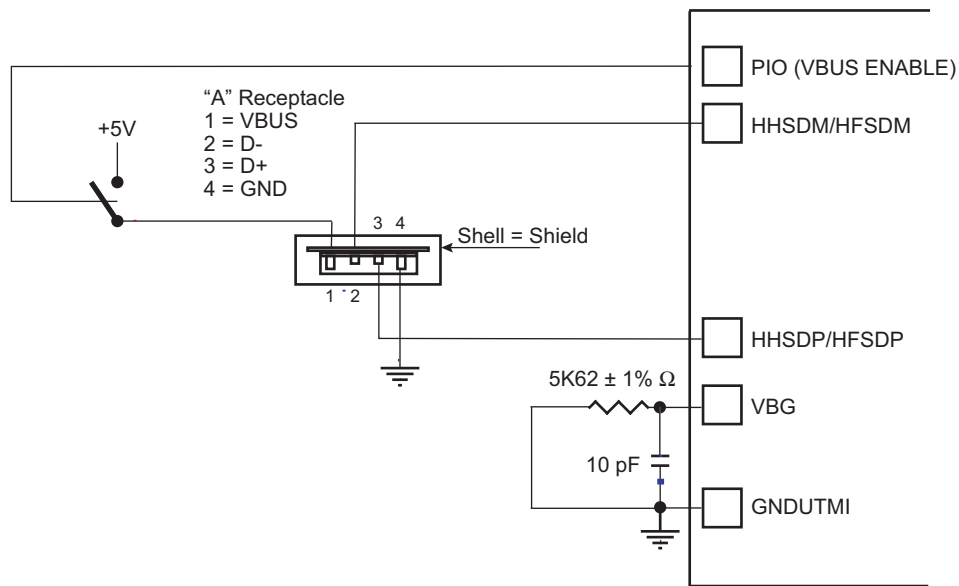 PIO (VBUS ENABLE)
“A” Receptacle
1 = VBUS
2 = D-
3 = D+
4 = GND
+5V
HHSDM/HFSDM
3 4
Shell = Shield
1 2
HHSDP/HFSDP
5K62 ± 1% Ω
VBG
10 pF
GNDUTMI